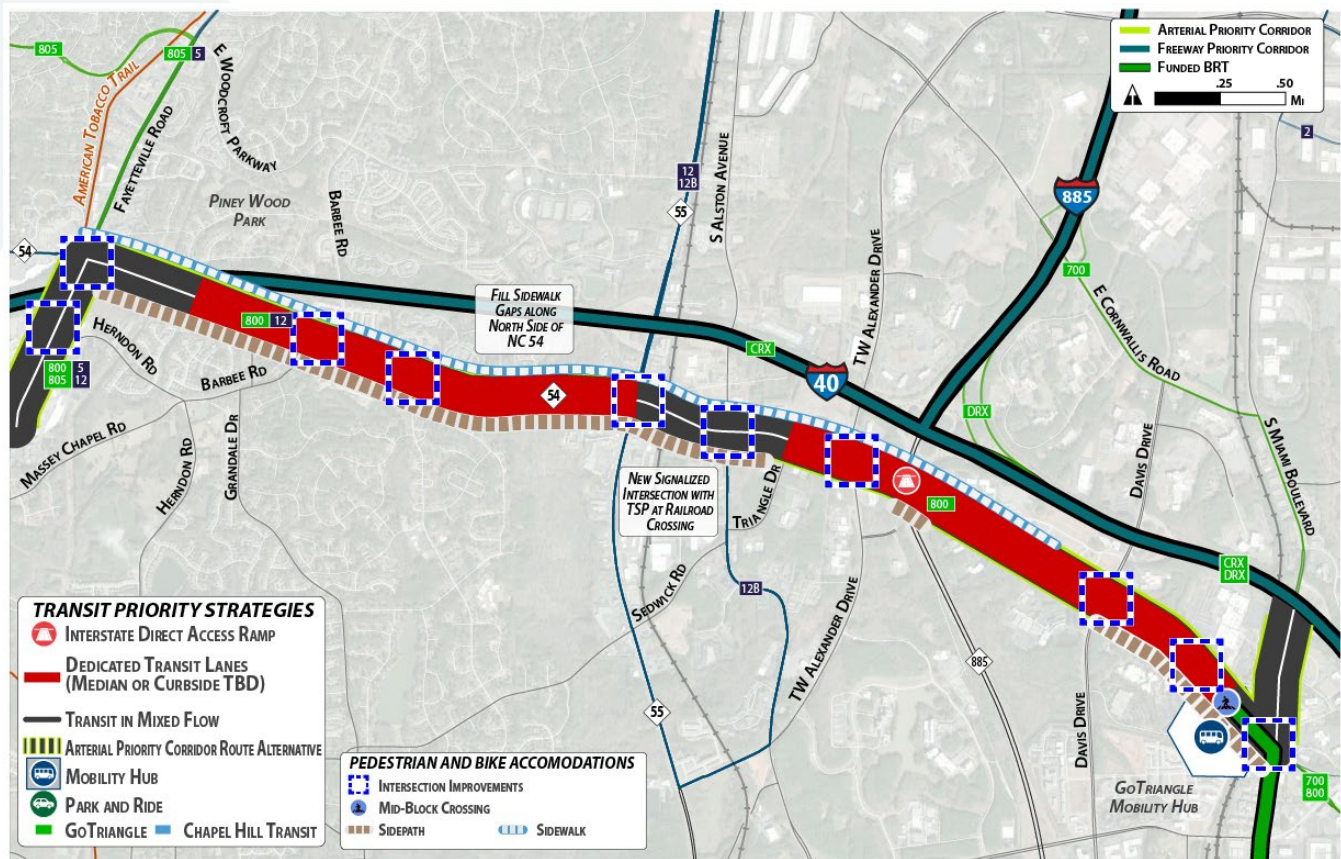 805
805 5
AMERICAN TOBACCO TRAIL
FAYETTEVILLE ROAD
E WOODCROFT PARKWAY
PINEY WOOD
PARK
BARBEE RD
54
12
12B
55
S ALSTON AVENUE
ARTERIAL PRIORITY CORRIDOR
FREEWAY PRIORITY CORRIDOR
FUNDED BRT
.25 .50
MI
2
885
700
E CORNWALLIS ROAD
TW ALEXANDER DRIVE
FILL SIDEWALK
GAPS ALONG
NORTH SIDE OF
NC 54
CRX
40
DRX
DAVIS DRIVE
S MIAMI BOULEVARD
800 12
HERNDON RD
800 5
805 12
BARBEE RD
MASSEY CHAPEL RD
HERNDON RD
GRANDALE DR
54
NEW SIGNALIZED
INTERSECTION WITH
TSP AT RAILROAD
CROSSING
TRIANGLE DR
800
CRX
DRX
SEDWICK RD
12B
TW ALEXANDER DRIVE
885
55
DAVIS DRIVE
GOTRIANGLE
MOBILITY HUB
700
800
TRANSIT PRIORITY STRATEGIES
INTERSTATE DIRECT ACCESS RAMP
DEDICATED TRANSIT LANES
(MEDIAN OR CURBSIDE TBD)
TRANSIT IN MIXED FLOW
ARTERIAL PRIORITY CORRIDOR ROUTE ALTERNATIVE
MOBILITY HUB
PARK AND RIDE
GOTRIANGLE CHAPEL HILL TRANSIT
PEDESTRIAN AND BIKE ACCOMODATIONS
INTERSECTION IMPROVEMENTS
MID-BLOCK CROSSING
SIDEPATH SIDEWALK